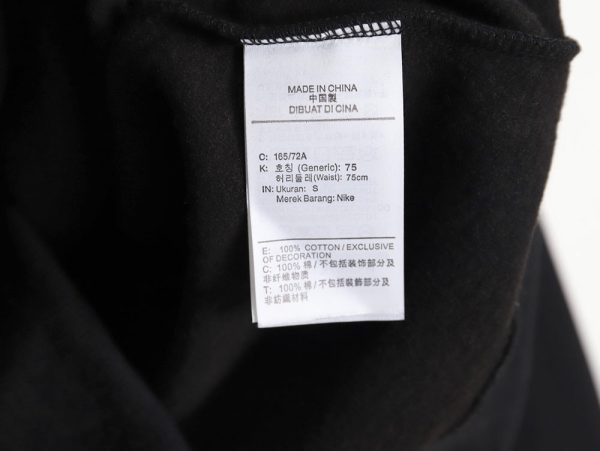 MADE IN CHINA
中国製
DIBUAT DI CINA
C: 165/72A
K: 호칭 (Generic): 75
허리둘레(Waist): 75cm
IN: Ukuran: S
Merek Barang: Nike
E: 100% COTTON/EXCLUSIVE
OF DECORATION
C: 100% 棉/不包括装饰部分及
非纤维物质
T: 100% 棉/不包括裝飾部分及
非紡織材料